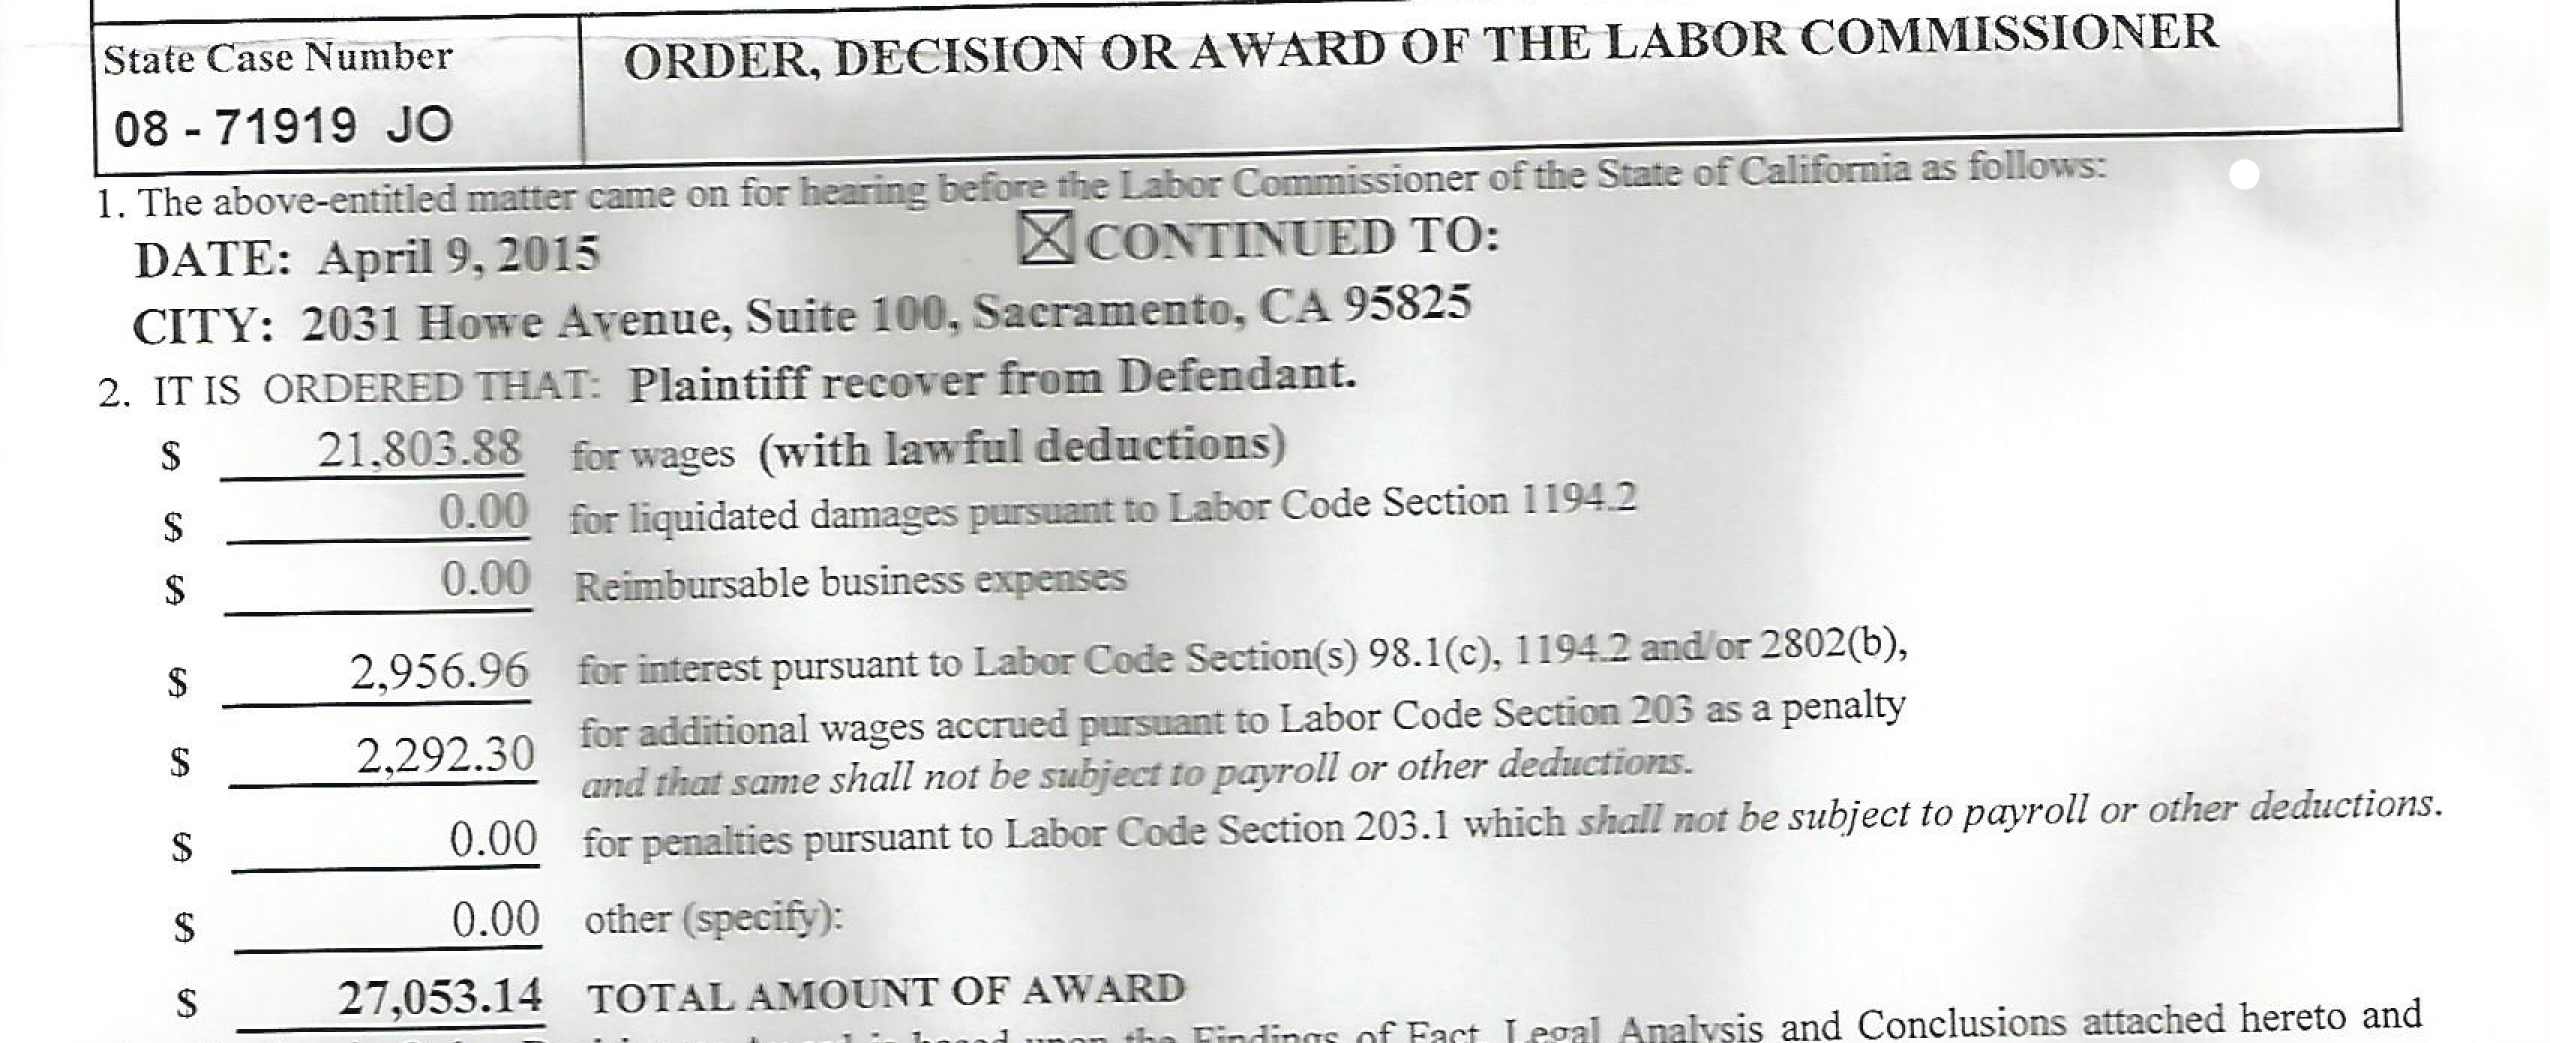 State Case Number
08 - 71919 JO
ORDER, DECISION OR AWARD OF THE LABOR COMMISSIONER
1. The above-entitled matter came on for hearing before the Labor Commissioner of the State of California as follows:
DATE: April 9, 2015 ☒ CONTINUED TO:
CITY: 2031 Howe Avenue, Suite 100, Sacramento, CA 95825
2. IT IS ORDERED THAT: Plaintiff recover from Defendant.
$ 21,803.88 for wages (with lawful deductions)
$ 0.00 for liquidated damages pursuant to Labor Code Section 1194.2
$ 0.00 Reimbursable business expenses
$ 2,956.96 for interest pursuant to Labor Code Section(s) 98.1(c), 1194.2 and/or 2802(b),
$ 2,292.30 for additional wages accrued pursuant to Labor Code Section 203 as a penalty
and that same shall not be subject to payroll or other deductions.
$ 0.00 for penalties pursuant to Labor Code Section 203.1 which shall not be subject to payroll or other deductions.
$ 0.00 other (specify):
$ 27,053.14 TOTAL AMOUNT OF AWARD
based upon the Findings of Fact, Legal Analysis and Conclusions attached hereto and